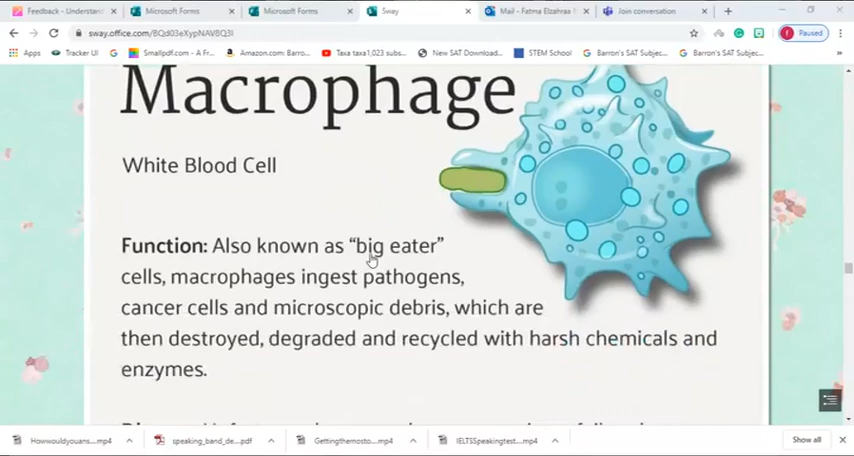 Feedback - Understand
Microsoft Forms
Microsoft Forms
Sway
Mail - Fatma Elzahraa
Join conversation
sway.office.com/8Qd03eXypNAV8Q3l
Paused
Apps
Tracker UI
G
Smallpdf.com - A Fr...
Amazon.com: Barro...
Taxa taxa1,023 subs...
New SAT Download...
STEM School
Barron's SAT Subjec...
Barron's SAT Subjec...
Macrophage
White Blood Cell
Function: Also known as “big eater”
cells, macrophages ingest pathogens,
cancer cells and microscopic debris, which are
then destroyed, degraded and recycled with harsh chemicals and
enzymes.
Howwouldyouans....mp4
speaking_band_de....pdf
Gettingthemosto....mp4
IELTSSpeakingtest....mp4
Show all